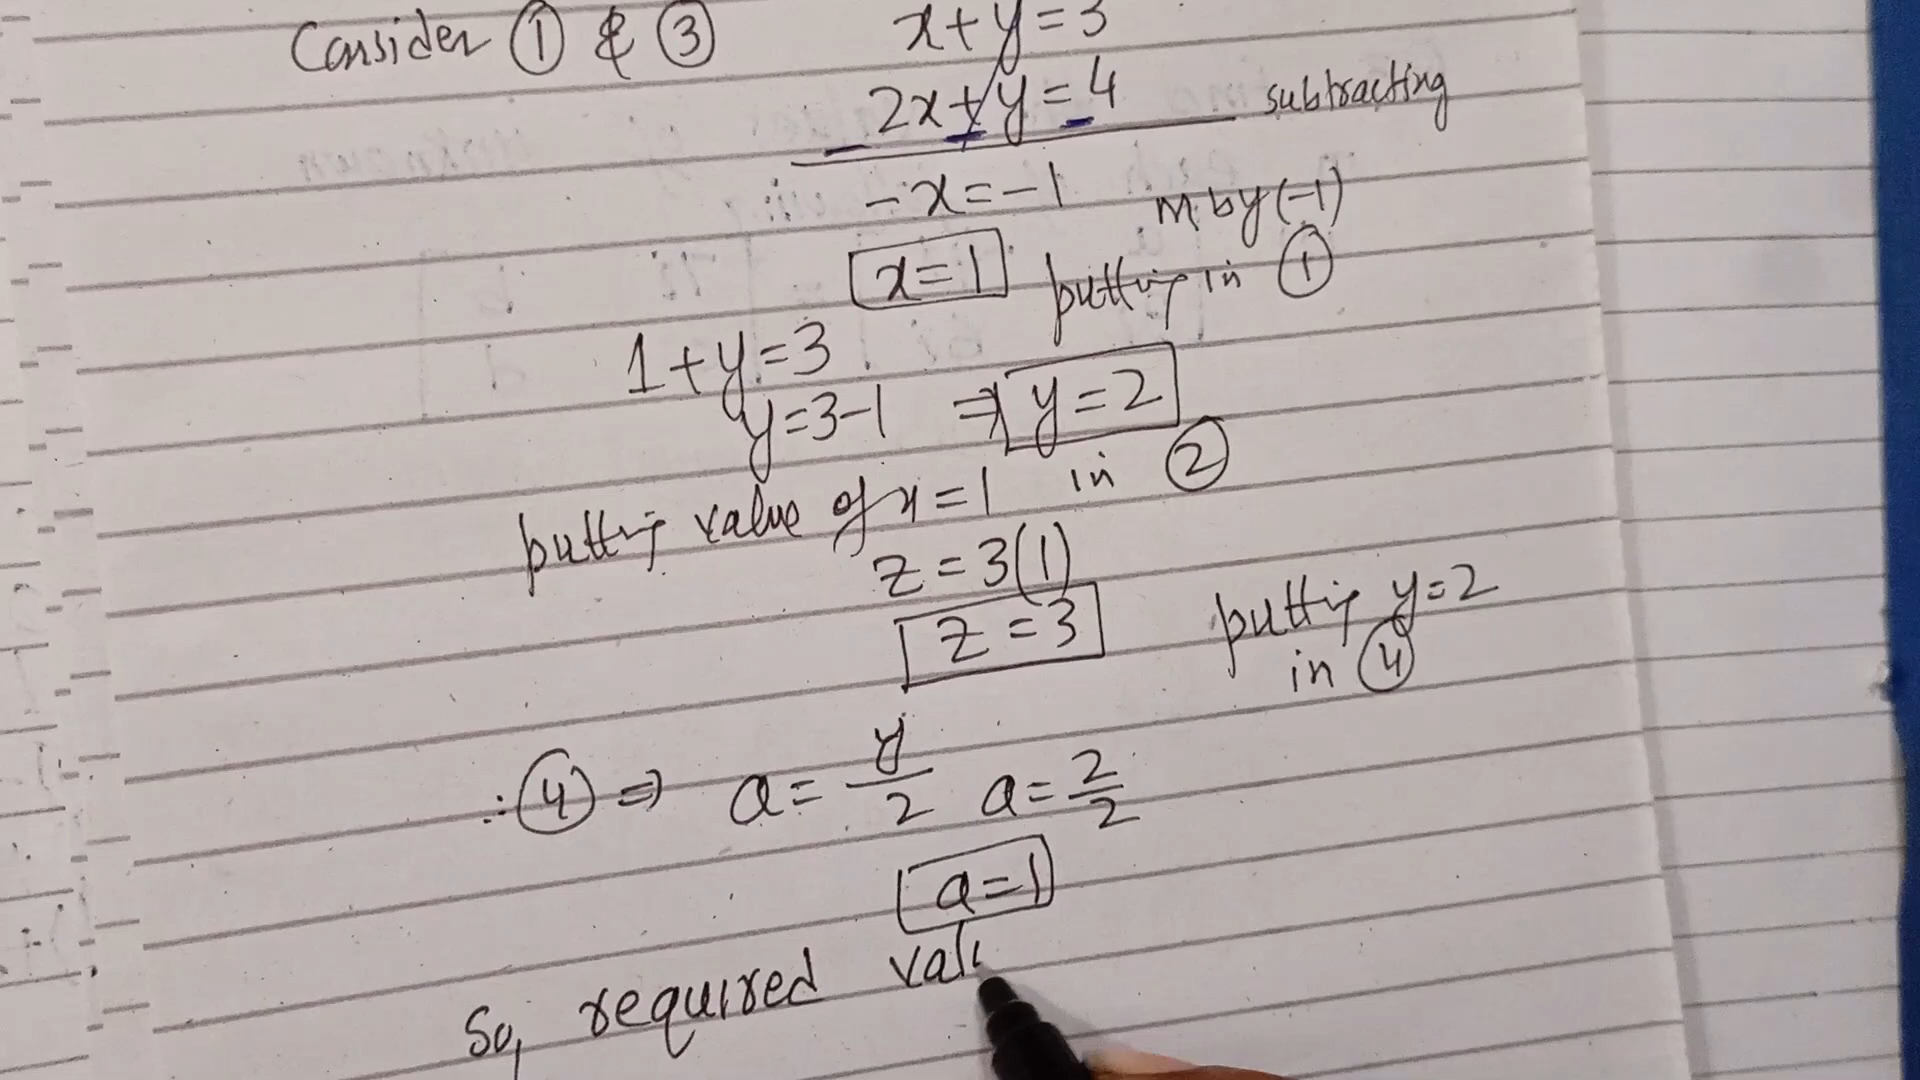 Consider ① & ③ x+y=3
2x+y=4 subtracting
-x=-1 M.by(-1)
x=1 putting in ①
1+y=3
y=3-1 ⇒ y=2
putting value of x=1 in ②
z=3(1)
z=3 putting y=2
in ④
∴④⇒ a=y/2 a=2/2
a=1
So, required val